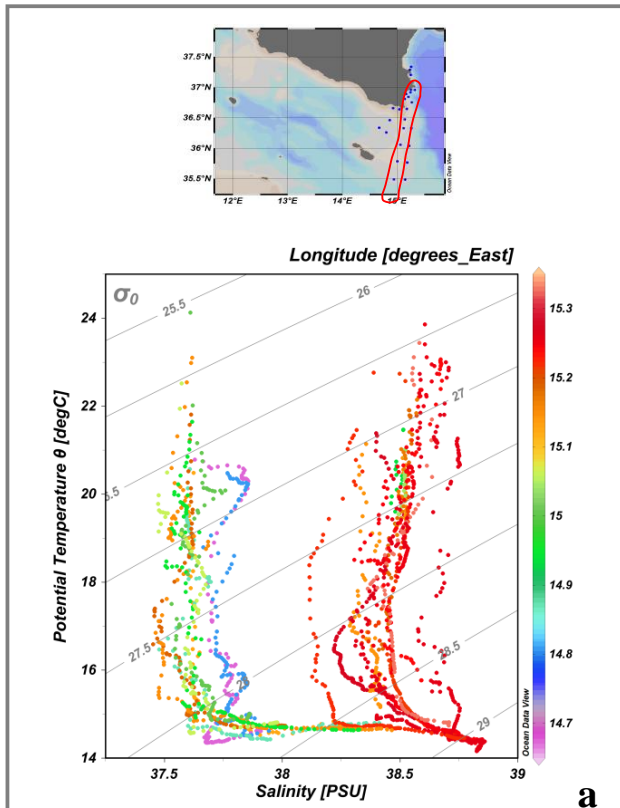 37.5°N
37°N
36.5°N
36°N
35.5°N
12°E 13°E 14°E 15°E
Ocean Data View
Longitude [degrees_East]
σ0
25.5
26
27
5.5
27.5
28
28.5
29
24
22
20
18
16
14
Potential Temperature θ [degC]
37.5 38 38.5 39
Salinity [PSU]
Ocean Data View
15.3
15.2
15.1
15
14.9
14.8
14.7
a